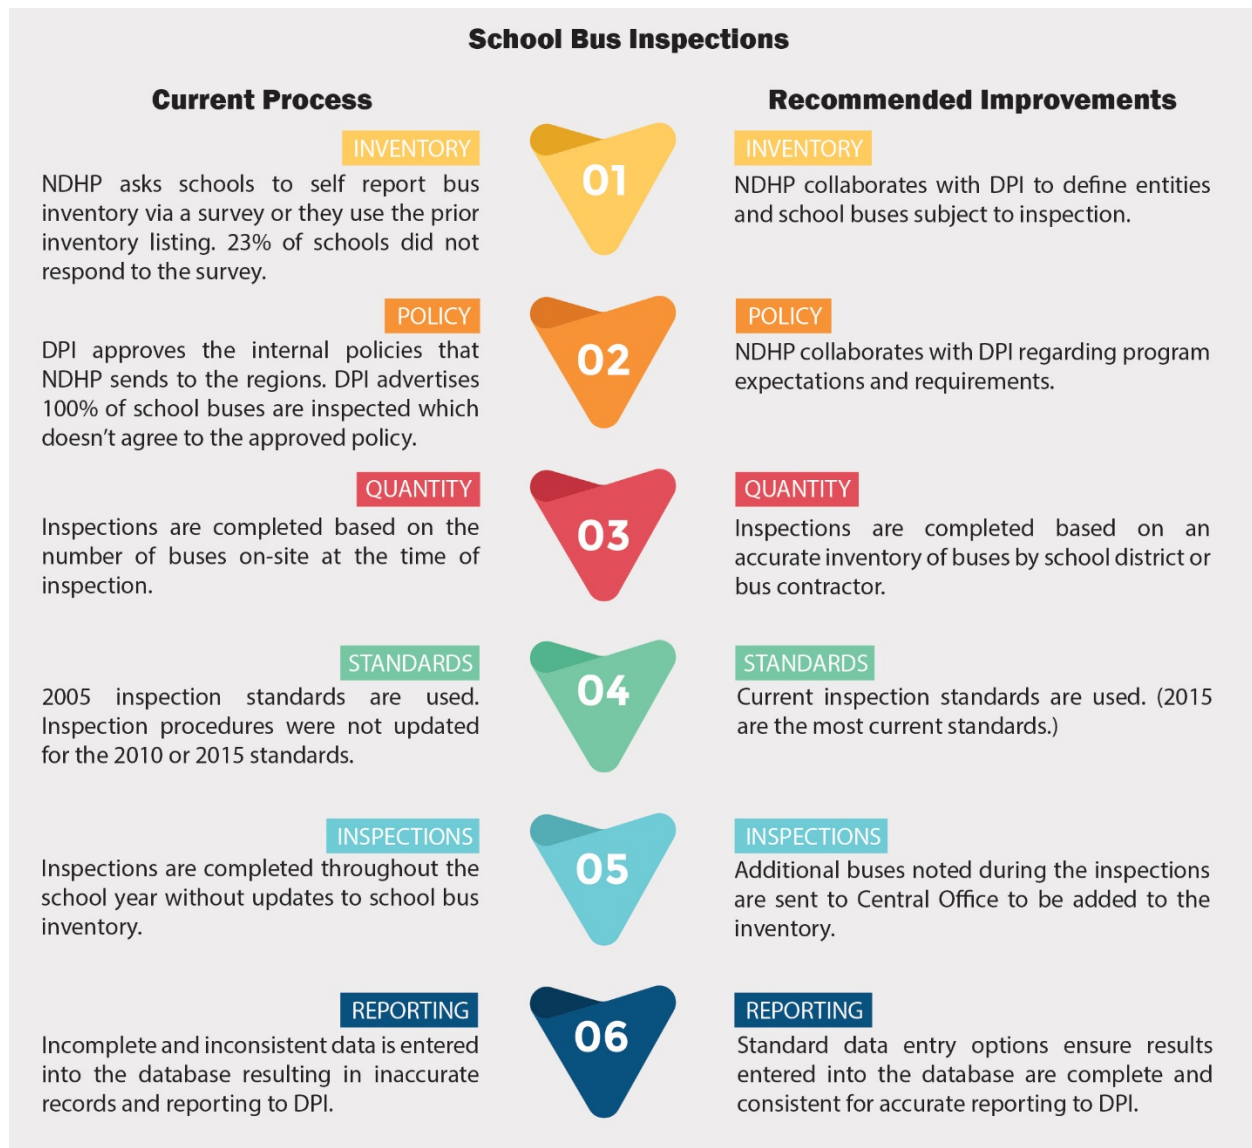 School Bus Inspections
Current Process
Recommended Improvements
INVENTORY
NDHP asks schools to self report bus
inventory via a survey or they use the prior
inventory listing. 23% of schools did not
respond to the survey.
01
INVENTORY
NDHP collaborates with DPI to define entities
and school buses subject to inspection.
POLICY
DPI approves the internal policies that
NDHP sends to the regions. DPI advertises
100% of school buses are inspected which
doesn't agree to the approved policy.
02
POLICY
NDHP collaborates with DPI regarding program
expectations and requirements.
QUANTITY
Inspections are completed based on the
number of buses on-site at the time of
inspection.
03
QUANTITY
Inspections are completed based on an
accurate inventory of buses by school district or
bus contractor.
STANDARDS
2005 inspection standards are used.
Inspection procedures were not updated
for the 2010 or 2015 standards.
04
STANDARDS
Current inspection standards are used. (2015
are the most current standards.)
INSPECTIONS
Inspections are completed throughout the
school year without updates to school bus
inventory.
05
INSPECTIONS
Additional buses noted during the inspections
are sent to Central Office to be added to the
inventory.
REPORTING
Incomplete and inconsistent data is entered
into the database resulting in inaccurate
records and reporting to DPI.
06
REPORTING
Standard data entry options ensure results
entered into the database are complete and
consistent for accurate reporting to DPI.